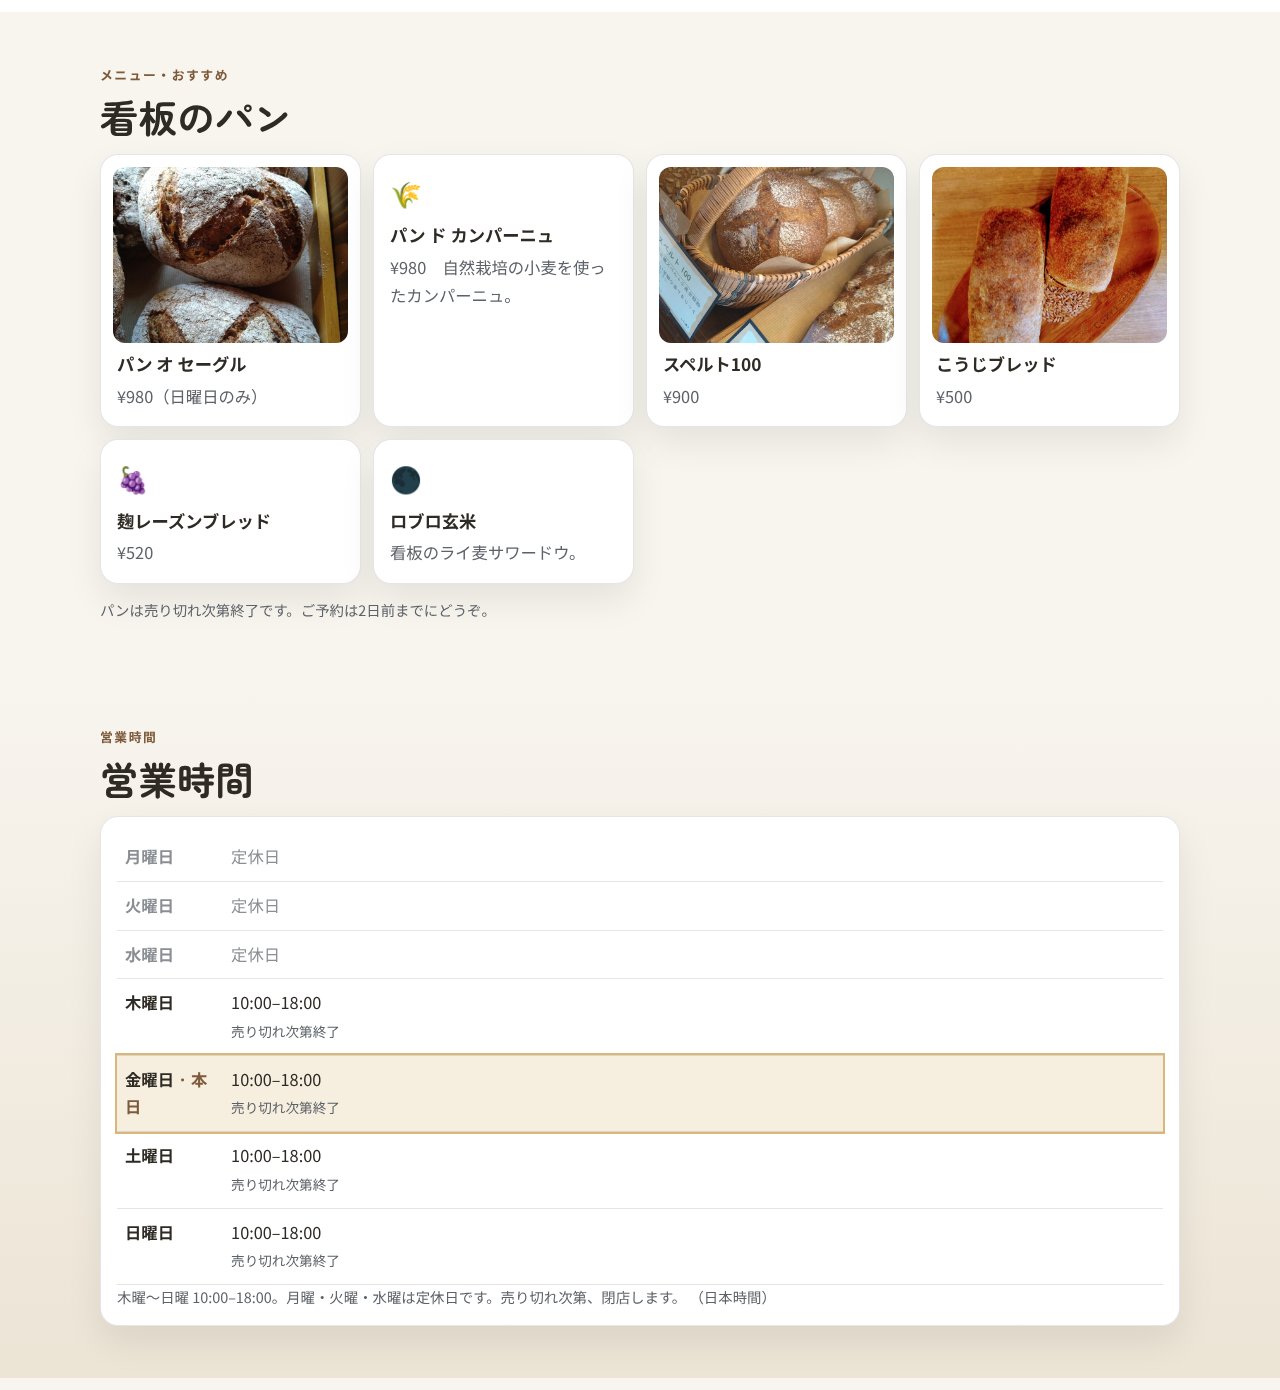 メニュー・おすすめ
看板のパン
パン オ セーグル
¥980（日曜日のみ）
パン ド カンパーニュ
¥980　自然栽培の小麦を使っ
たカンパーニュ。
スペルト100
¥900
こうじブレッド
¥500
麹レーズンブレッド
¥520
ロブロ玄米
看板のライ麦サワードウ。
パンは売り切れ次第終了です。ご予約は2日前までにどうぞ。
営業時間
営業時間
月曜日 定休日
火曜日 定休日
水曜日 定休日
木曜日 10:00–18:00
売り切れ次第終了
金曜日・本 10:00–18:00
日 売り切れ次第終了
土曜日 10:00–18:00
売り切れ次第終了
日曜日 10:00–18:00
売り切れ次第終了
木曜〜日曜 10:00–18:00。月曜・火曜・水曜は定休日です。売り切れ次第、閉店します。 （日本時間）